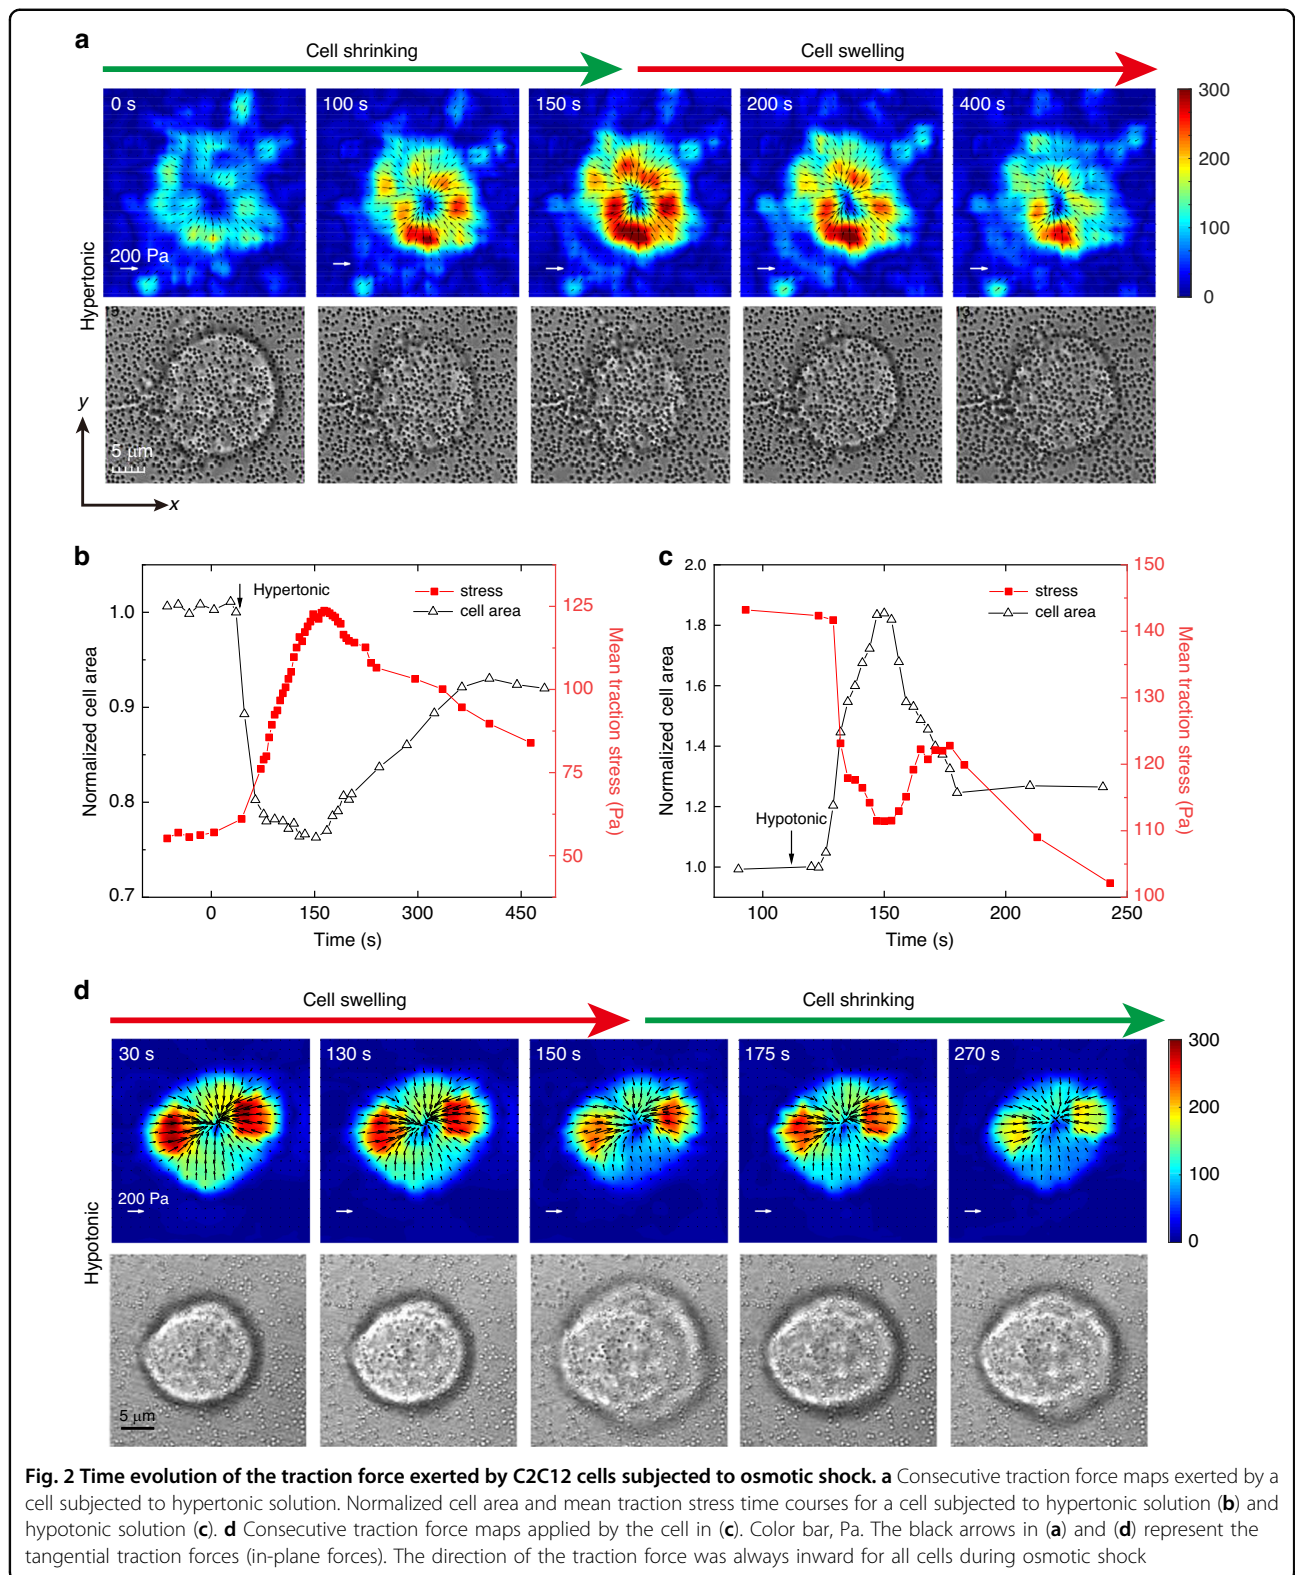 a
Cell shrinking
Cell swelling
0 s
100 s
150 s
200 s
400 s
200 Pa
300
200
100
0
Hypertonic
5 μm
y
x
b
Hypertonic
stress
cell area
1.0
0.9
0.8
0.7
Normalized cell area
125
100
75
50
Mean traction stress (Pa)
0
150
300
450
Time (s)
c
Hypotonic
stress
cell area
2.0
1.8
1.6
1.4
1.2
1.0
Normalized cell area
150
140
130
120
110
100
Mean traction stress (Pa)
100
150
200
250
Time (s)
d
Cell swelling
Cell shrinking
30 s
130 s
150 s
175 s
270 s
200 Pa
300
200
100
0
Hypotonic
5 μm
Fig. 2 Time evolution of the traction force exerted by C2C12 cells subjected to osmotic shock. a Consecutive traction force maps exerted by a
cell subjected to hypertonic solution. Normalized cell area and mean traction stress time courses for a cell subjected to hypertonic solution (b) and
hypotonic solution (c). d Consecutive traction force maps applied by the cell in (c). Color bar, Pa. The black arrows in (a) and (d) represent the
tangential traction forces (in-plane forces). The direction of the traction force was always inward for all cells during osmotic shock